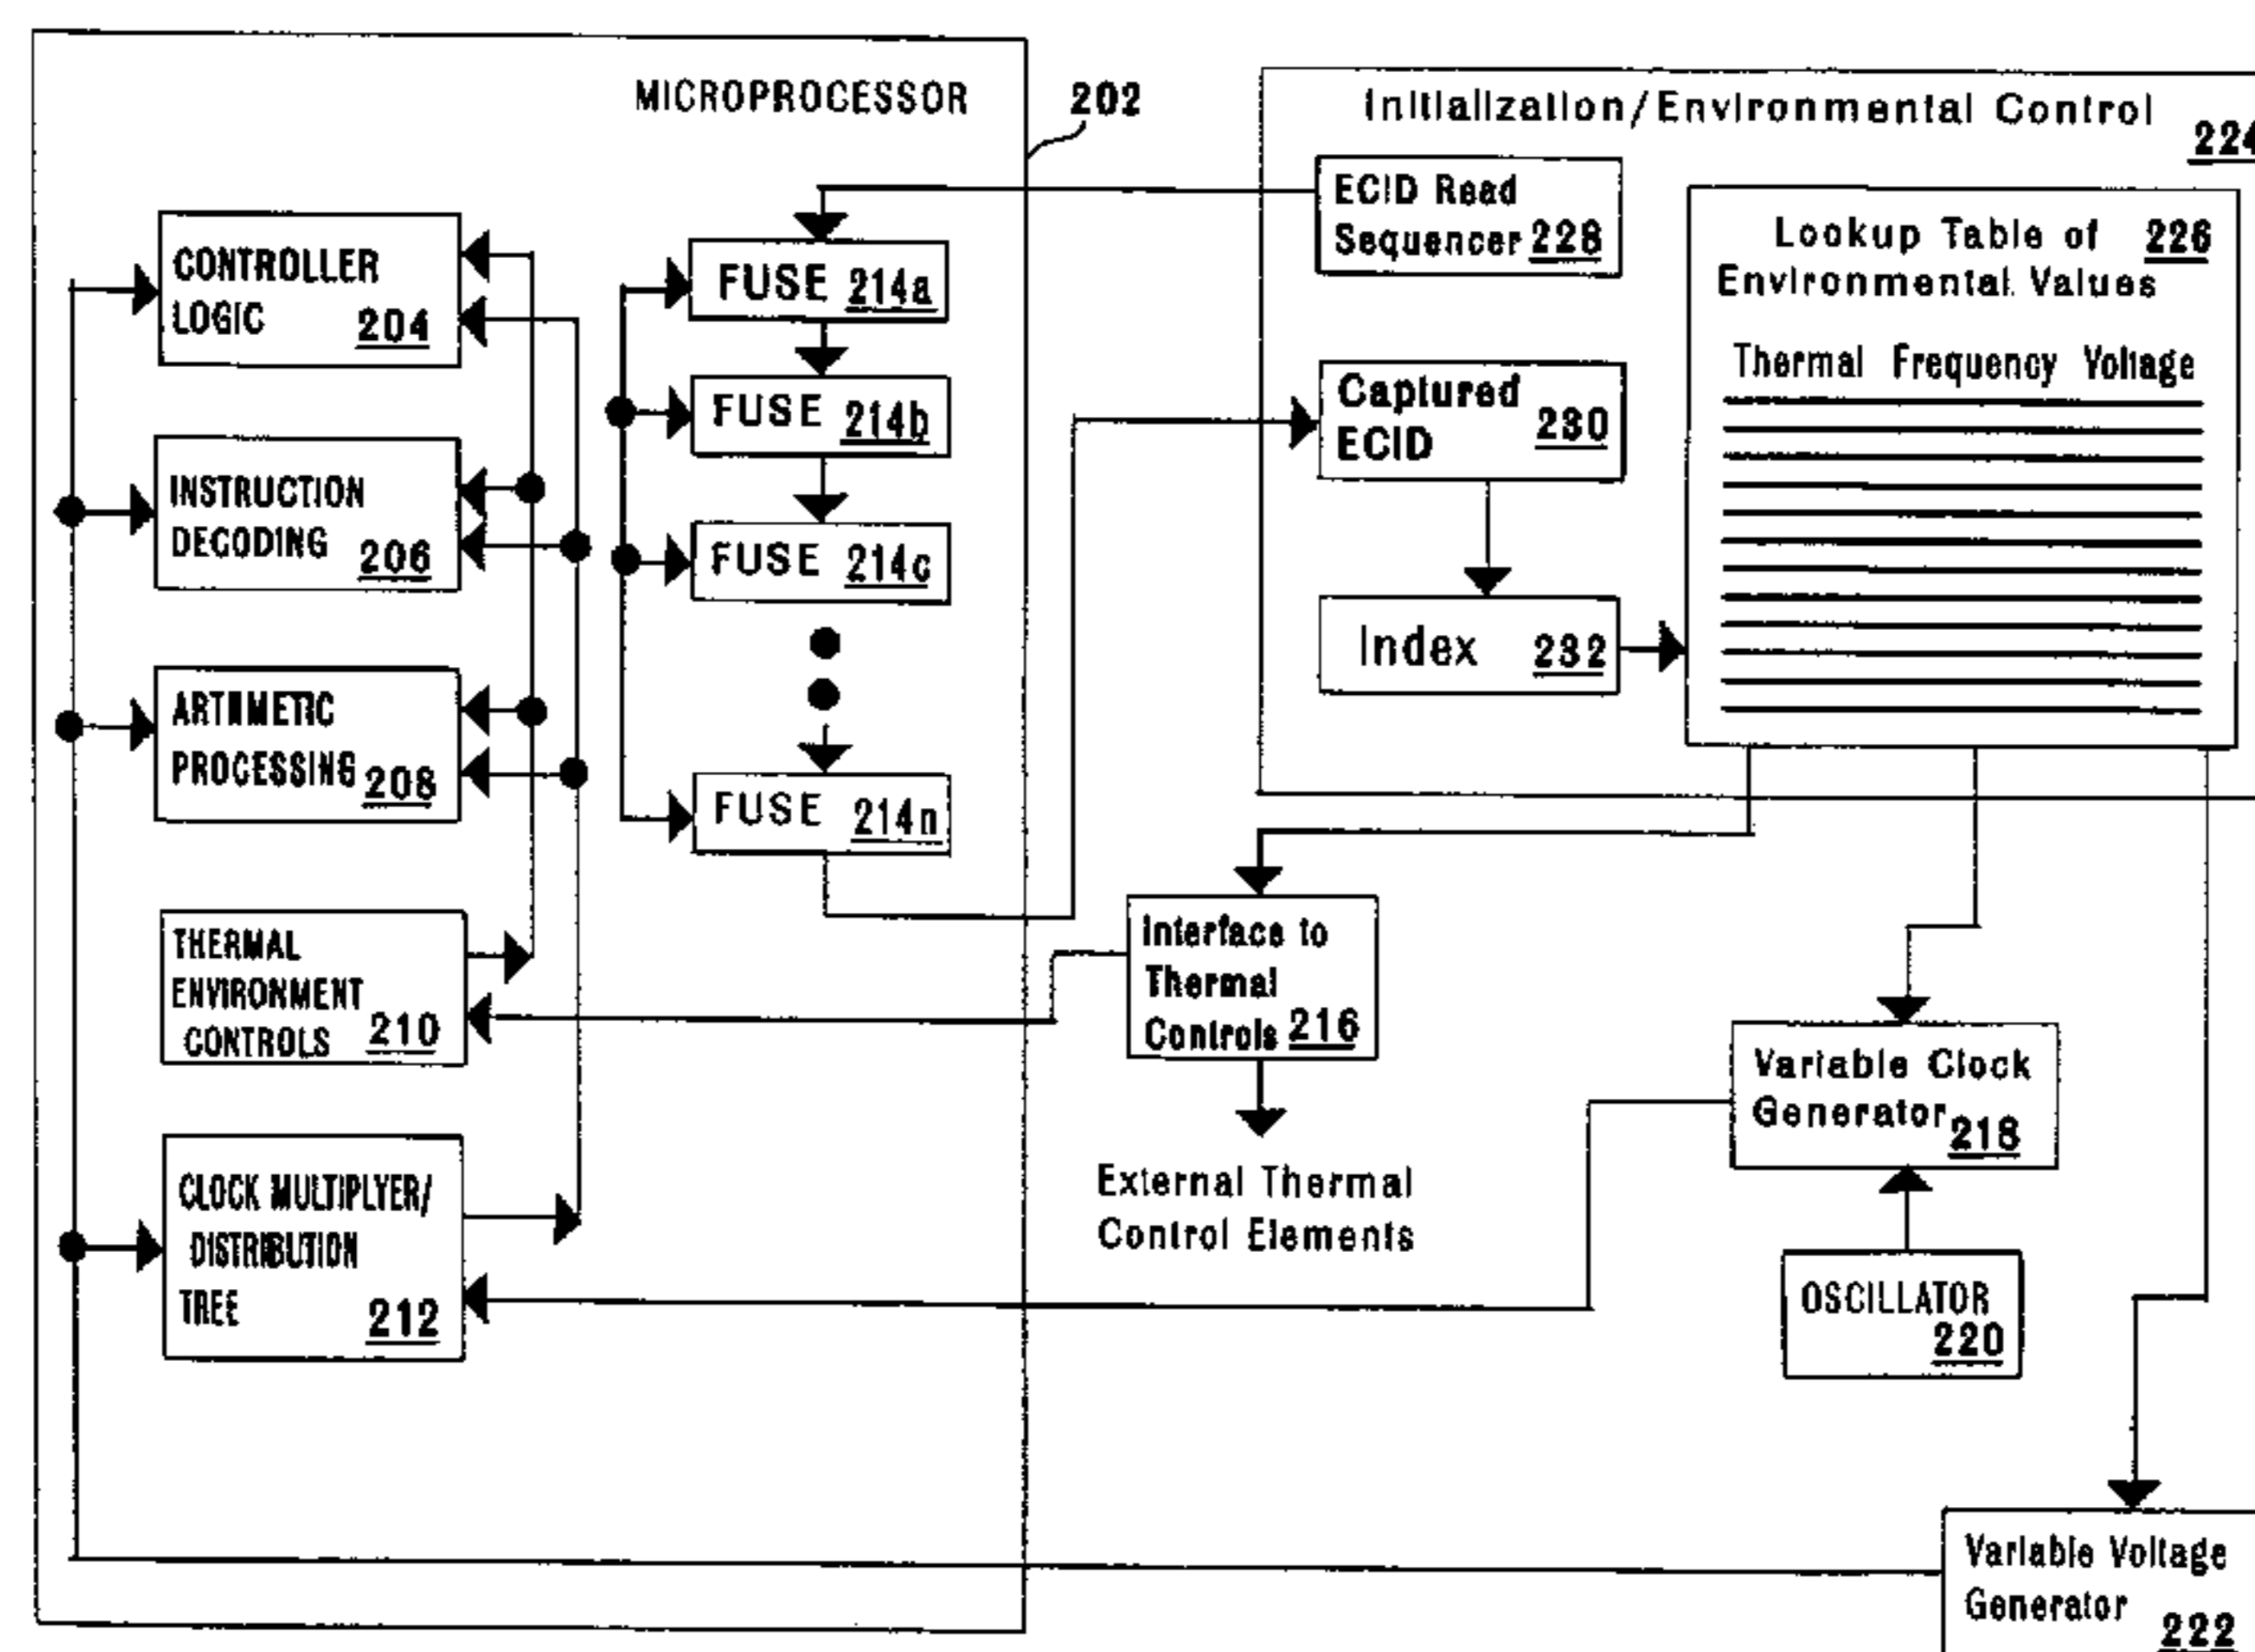 MICROPROCESSOR
202
CONTROLLER
LOGIC 204
INSTRUCTION
DECODING 206
ARTHMETIC
PROCESSING 208
THERMAL
ENVIRONMENT
CONTROLS 210
CLOCK MULTIPLYER/
DISTRIBUTION
TREE 212
FUSE 214a
FUSE 214b
FUSE 214c
FUSE 214n
Initialization/Environmental Control
224
ECID Read
Sequencer 228
Captured
ECID 230
Index 232
Lookup Table of 226
Environmental Values
Thermal Frequency Voltage
Interface to
Thermal
Controls 216
External Thermal
Control Elements
Variable Clock
Generator 218
OSCILLATOR
220
Variable Voltage
Generator
222